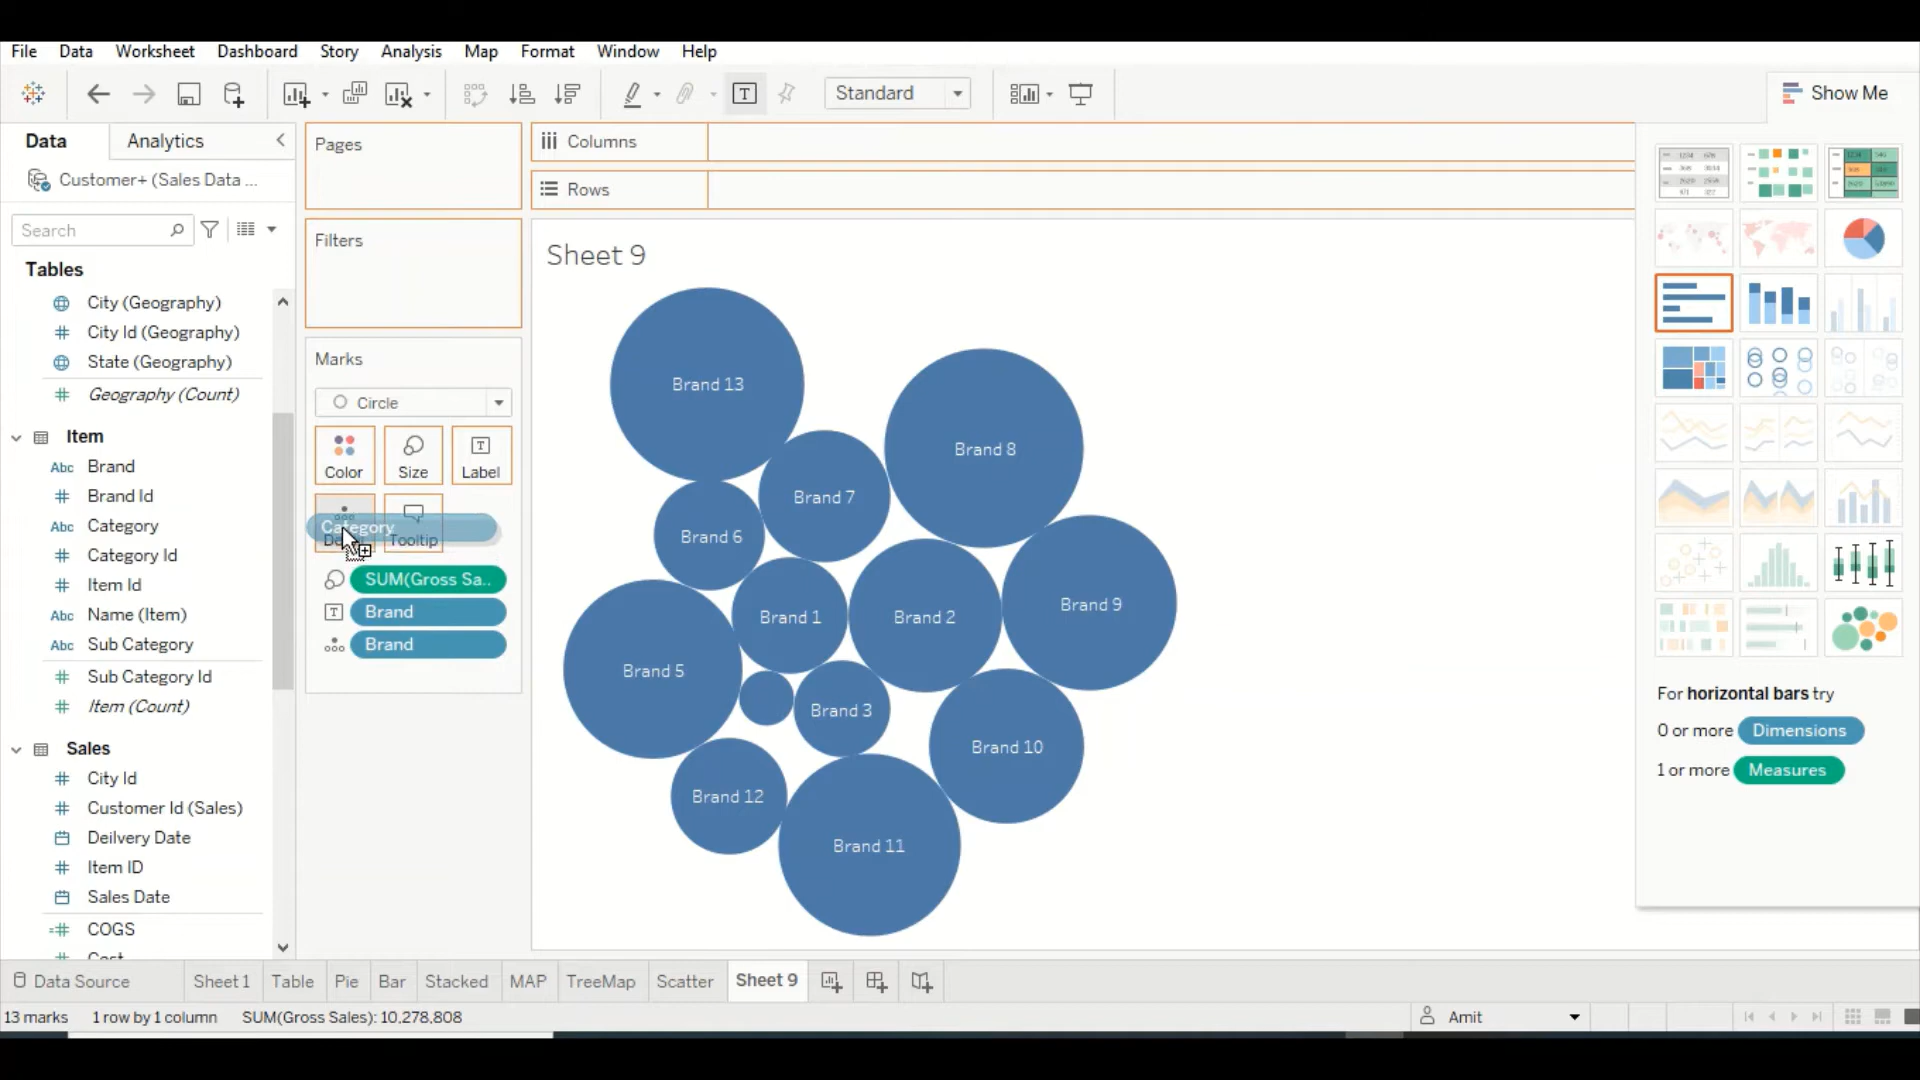 File Data Worksheet Dashboard Story Analysis Map Format Window Help
Standard
Show Me
Data Analytics
Customer+ (Sales Data ...
Search
Tables
City (Geography)
City Id (Geography)
State (Geography)
Geography (Count)
Item
Abc Brand
Brand Id
Abc Category
Category Id
Item Id
Abc Name (Item)
Abc Sub Category
Sub Category Id
Item (Count)
Sales
City Id
Customer Id (Sales)
Deilvery Date
Item ID
Sales Date
COGS
Pages
Filters
Marks
Circle
Color Size Label
Category
Tooltip
SUM(Gross Sa..
Brand
Brand
Columns
Rows
Sheet 9
Brand 13
Brand 8
Brand 7
Brand 6
Brand 9
Brand 1
Brand 2
Brand 5
Brand 3
Brand 10
Brand 12
Brand 11
For horizontal bars try
0 or more Dimensions
1 or more Measures
Data Source Sheet 1 Table Pie Bar Stacked MAP TreeMap Scatter Sheet 9
13 marks 1 row by 1 column SUM(Gross Sales): 10,278,808
Amit